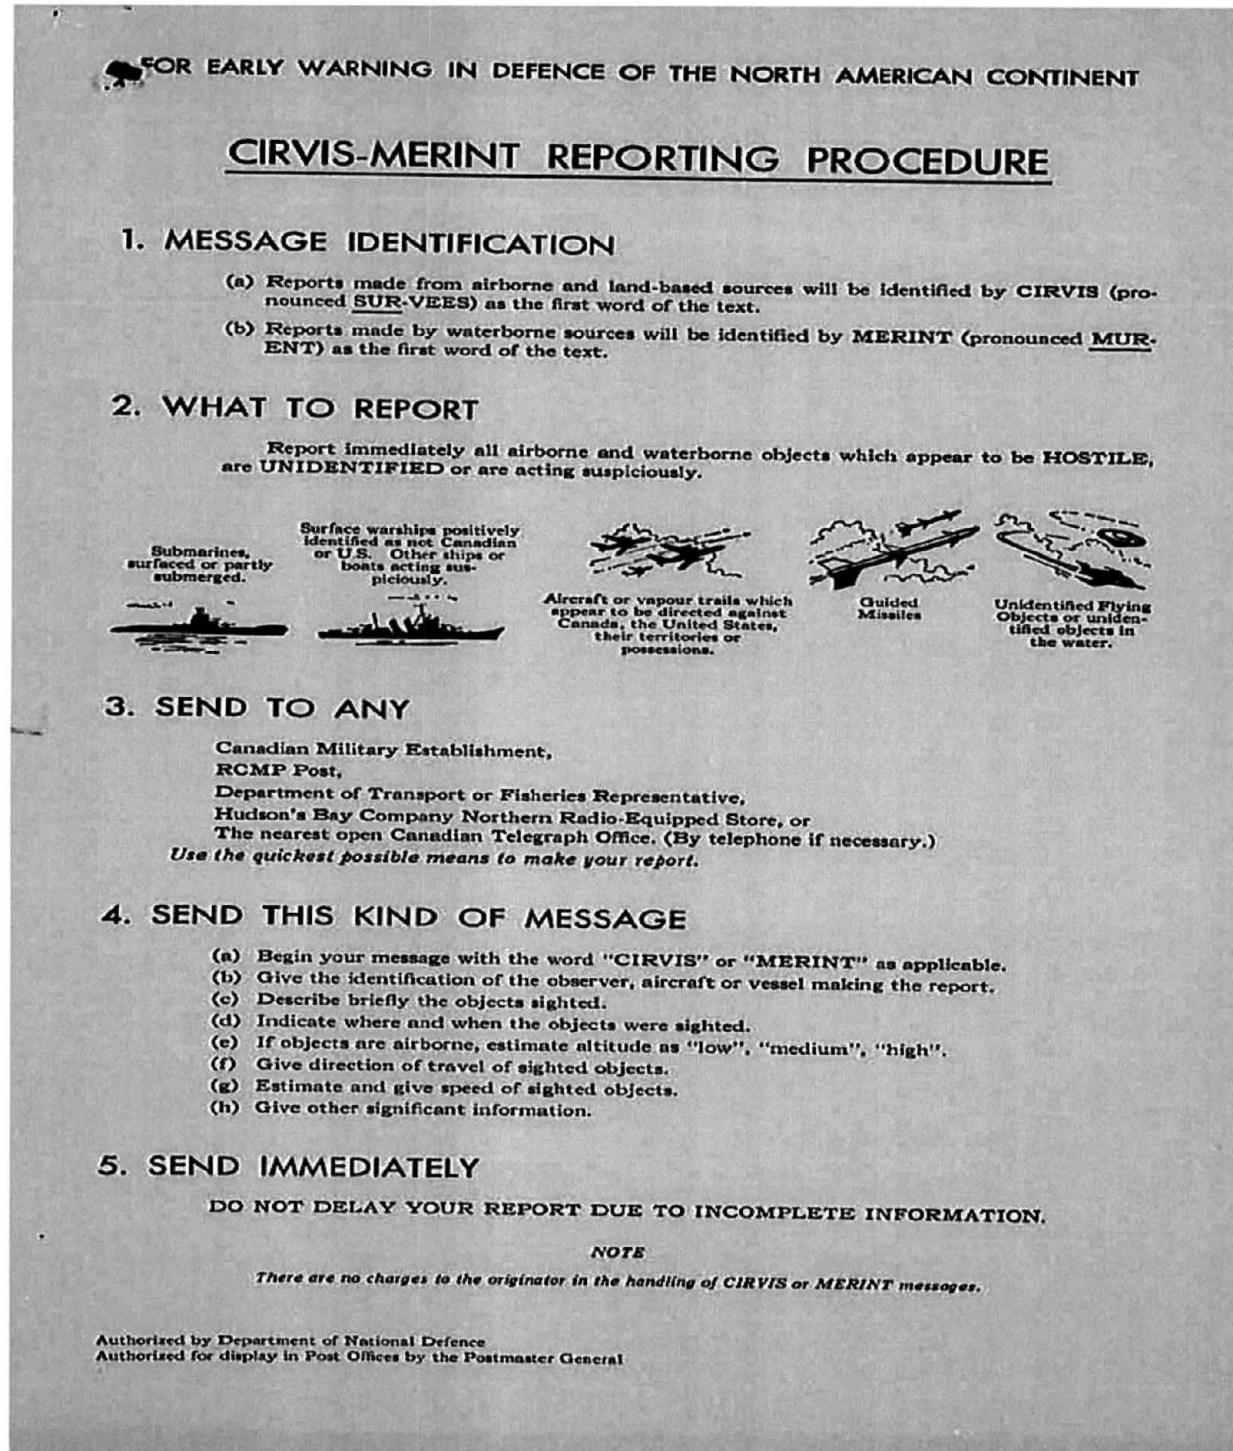 FOR EARLY WARNING IN DEFENCE OF THE NORTH AMERICAN CONTINENT
CIRVIS-MERINT REPORTING PROCEDURE
1. MESSAGE IDENTIFICATION
(a) Reports made from airborne and land-based sources will be identified by CIRVIS (pro-
nounced SUR-VEES) as the first word of the text.
(b) Reports made by waterborne sources will be identified by MERINT (pronounced MUR-
ENT) as the first word of the text.
2. WHAT TO REPORT
Report immediately all airborne and waterborne objects which appear to be HOSTILE,
are UNIDENTIFIED or are acting suspiciously.
Submarines,
surfaced or partly
submerged.
Surface warships positively
identified as not Canadian
or U.S. Other ships or
boats acting sus-
piciously.
Aircraft or vapour trails which
appear to be directed against
Canada, the United States,
their territories or
possessions.
Guided
Missiles
Unidentified Flying
Objects or uniden-
tified objects in
the water.
3. SEND TO ANY
Canadian Military Establishment,
RCMP Post,
Department of Transport or Fisheries Representative,
Hudson's Bay Company Northern Radio-Equipped Store, or
The nearest open Canadian Telegraph Office. (By telephone if necessary.)
Use the quickest possible means to make your report.
4. SEND THIS KIND OF MESSAGE
(a) Begin your message with the word "CIRVIS" or "MERINT" as applicable.
(b) Give the identification of the observer, aircraft or vessel making the report.
(c) Describe briefly the objects sighted.
(d) Indicate where and when the objects were sighted.
(e) If objects are airborne, estimate altitude as "low", "medium", "high".
(f) Give direction of travel of sighted objects.
(g) Estimate and give speed of sighted objects.
(h) Give other significant information.
5. SEND IMMEDIATELY
DO NOT DELAY YOUR REPORT DUE TO INCOMPLETE INFORMATION.
NOTE
There are no charges to the originator in the handling of CIRVIS or MERINT messages.
Authorized by Department of National Defence
Authorized for display in Post Offices by the Postmaster General